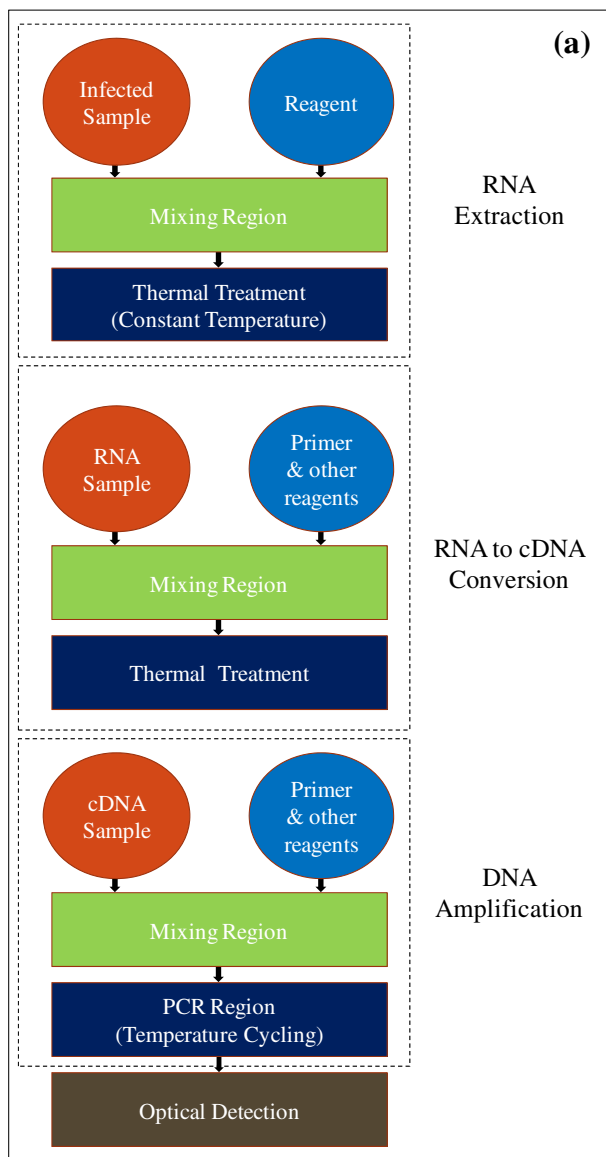 (a)
Infected
Sample
Reagent
Mixing Region
Thermal Treatment
(Constant Temperature)
RNA
Extraction
RNA
Sample
Primer
& other
reagents
Mixing Region
Thermal Treatment
RNA to cDNA
Conversion
cDNA
Sample
Primer
& other
reagents
Mixing Region
PCR Region
(Temperature Cycling)
DNA
Amplification
Optical Detection